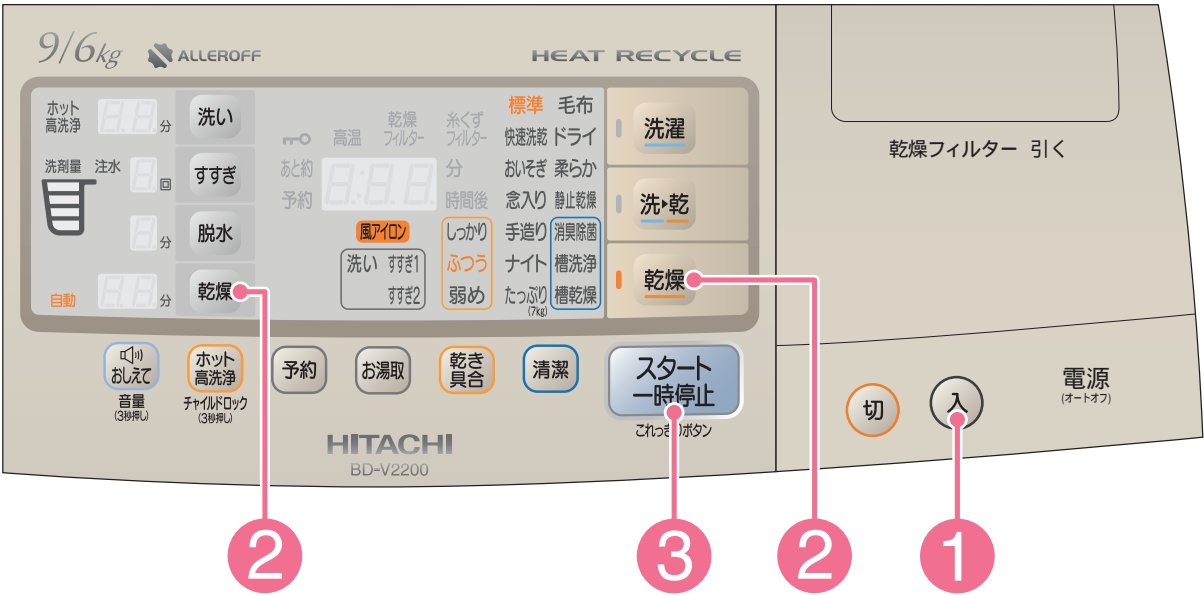 9/6kg
ALLEROFF
HEAT RECYCLE
ホット
高洗浄
分
洗い
洗剤量 注水
回
すすぎ
分
脱水
自動
分
乾燥
高温
乾燥
フィルター
糸くず
フィルター
あと約
分
予約
時間後
風アイロン
洗い すすぎ1
すすぎ2
しっかり
ふつう
弱め
標準 毛布
快速洗乾 ドライ
おいそぎ 柔らか
念入り 静止乾燥
手造り 消臭除菌
ナイト 槽洗浄
たっぷり 槽乾燥
(7kg)
洗濯
洗▶乾
乾燥
おしえて
音量
(3秒押し)
ホット
高洗浄
チャイルドロック
(3秒押し)
予約
お湯取
乾き
具合
清潔
スタート
一時停止
HITACHI
BD-V2200
乾燥フィルター 引く
切
入
電源
(オートオフ)
2
3
2
1